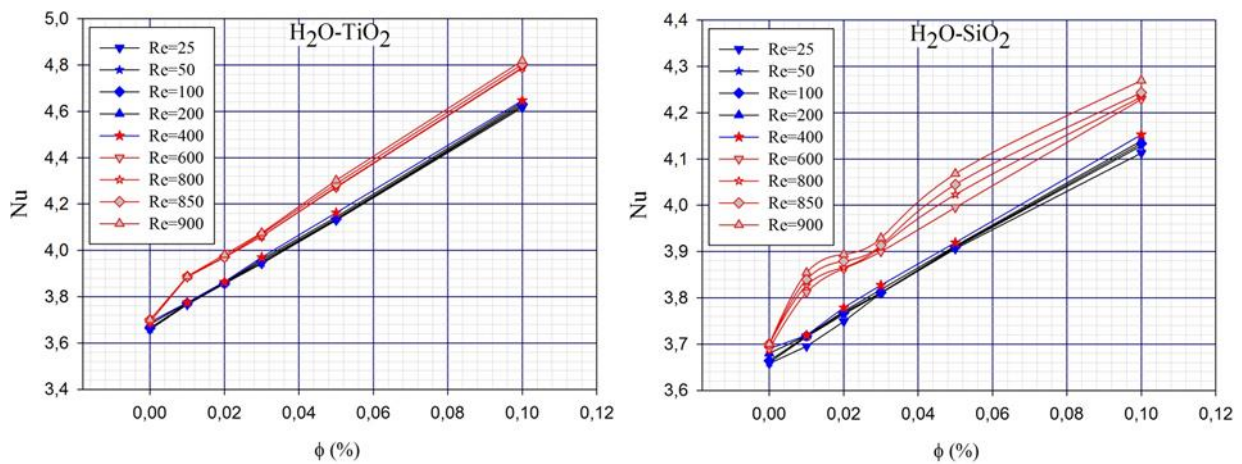 H2O-TiO2
Re=25
Re=50
Re=100
Re=200
Re=400
Re=600
Re=800
Re=850
Re=900
5,0
4,8
4,6
4,4
4,2
4,0
3,8
3,6
3,4
Nu
0,00 0,02 0,04 0,06 0,08 0,10 0,12
ϕ (%)
H2O-SiO2
Re=25
Re=50
Re=100
Re=200
Re=400
Re=600
Re=800
Re=850
Re=900
4,4
4,3
4,2
4,1
4,0
3,9
3,8
3,7
3,6
Nu
0,00 0,02 0,04 0,06 0,08 0,10 0,12
ϕ (%)